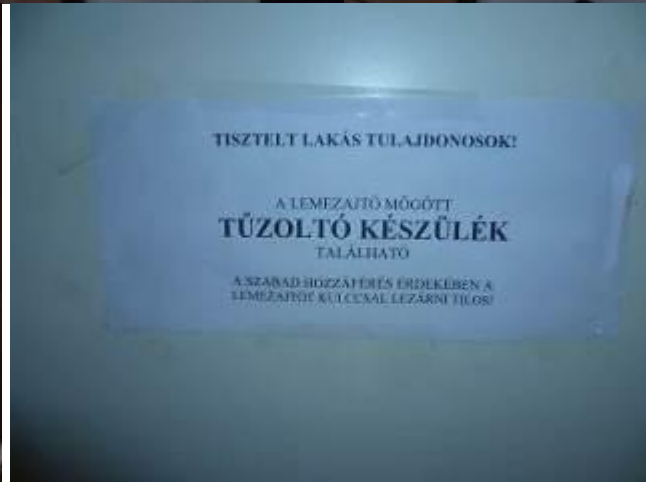 TISZTELT LAKÁS TULAJDONOSOK!
A LEMEZAJTÓ MÖGÖTT
TŰZOLTÓ KÉSZÜLÉK
TALÁLHATÓ
A SZABAD HOZZÁFÉRÉS ÉRDEKÉBEN A
LEMEZAJTÓT KULCCSAL LEZÁRNI TILOS!